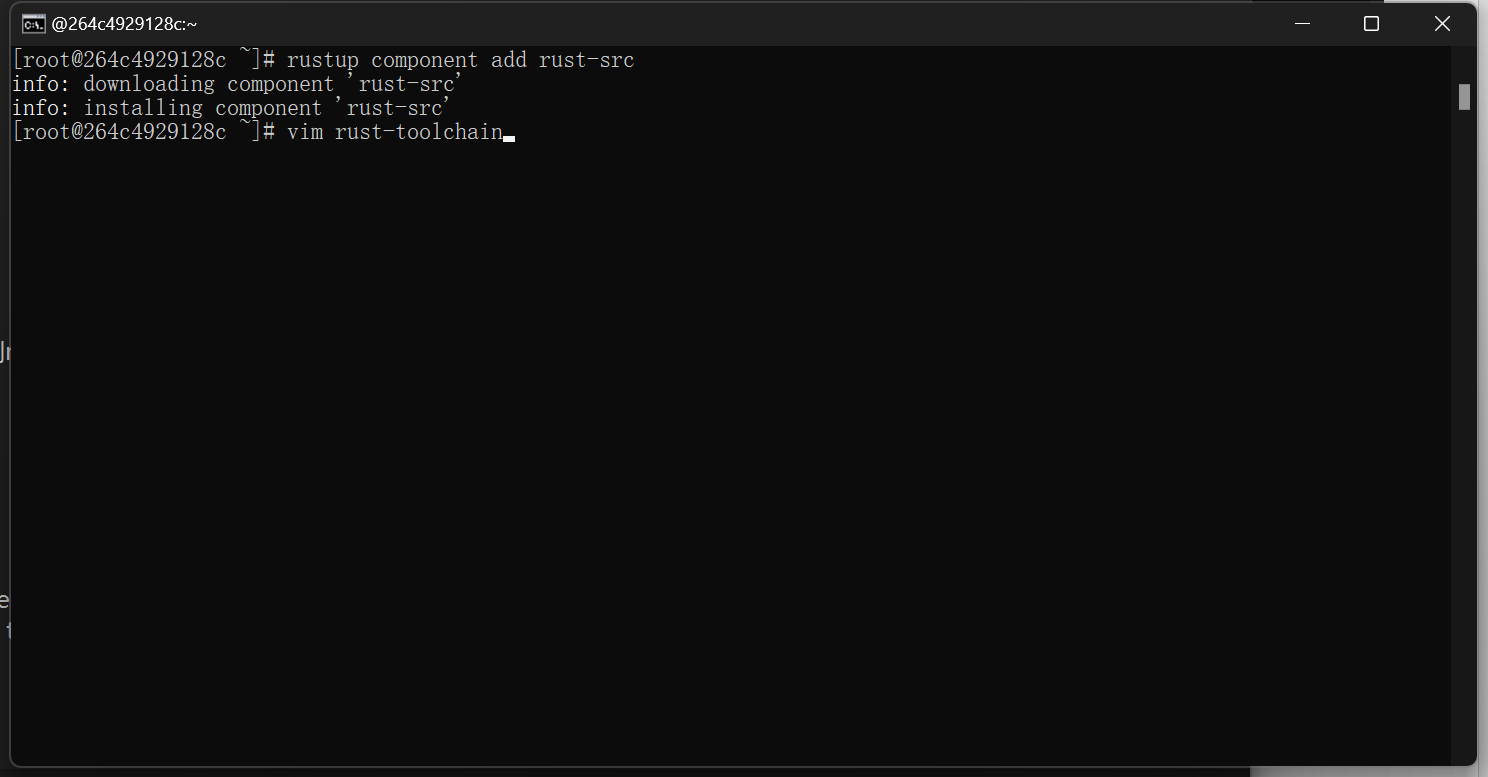 @264c4929128c:~
[root@264c4929128c ~]# rustup component add rust-src
info: downloading component 'rust-src'
info: installing component 'rust-src'
[root@264c4929128c ~]# vim rust-toolchain